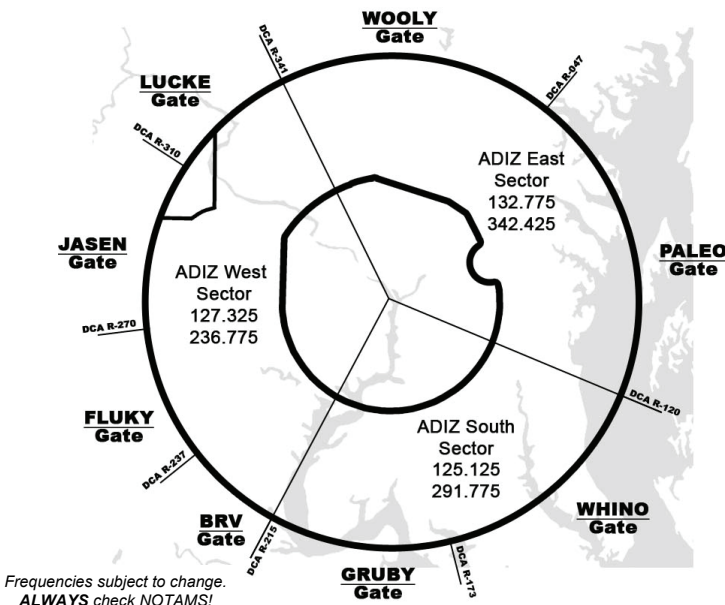 WOOLY
Gate
DCA R-341
DCA R-047
LUCKE
Gate
DCA R-310
ADIZ East
Sector
132.775
342.425
JASEN
Gate
PALEO
Gate
ADIZ West
Sector
127.325
236.775
DCA R-270
DCA R-120
FLUKY
Gate
ADIZ South
Sector
125.125
291.775
DCA R-237
BRV
Gate
DCA R-215
WHINO
Gate
DCA R-173
GRUBY
Gate
Frequencies subject to change.
ALWAYS check NOTAMS!